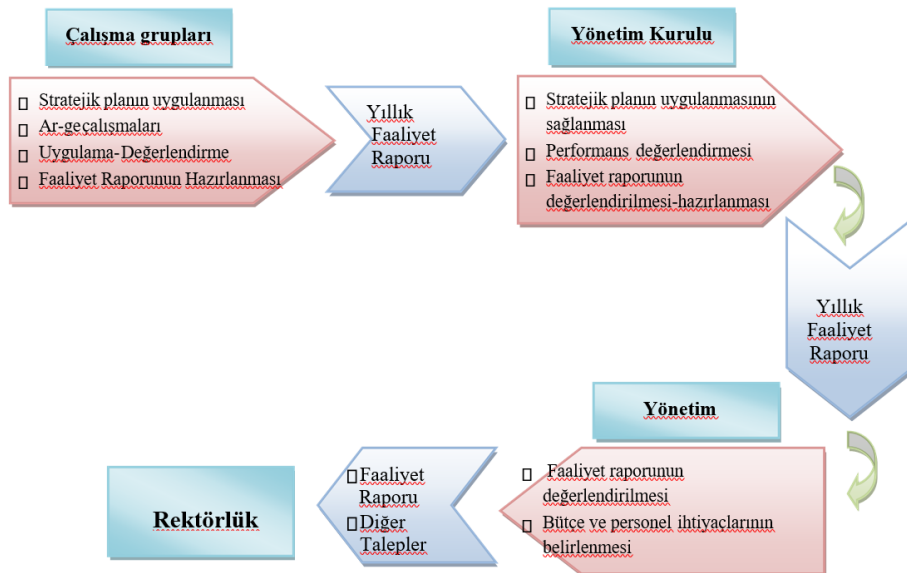 Çalışma grupları
Stratejik planın uygulanması
Ar-geçalışmaları
Uygulama-Değerlendirme
Faaliyet Raporunun Hazırlanması
Yıllık
Faaliyet
Raporu
Yönetim Kurulu
Stratejik planın uygulanmasının
sağlanması
Performans değerlendirmesi
Faaliyet raporunun
değerlendirilmesi-hazırlanması
Yıllık
Faaliyet
Raporu
Yönetim
Faaliyet raporunun
değerlendirilmesi
Bütçe ve personel ihtiyaçlarının
belirlenmesi
Faaliyet
Raporu
Diğer
Talepler
Rektörlük